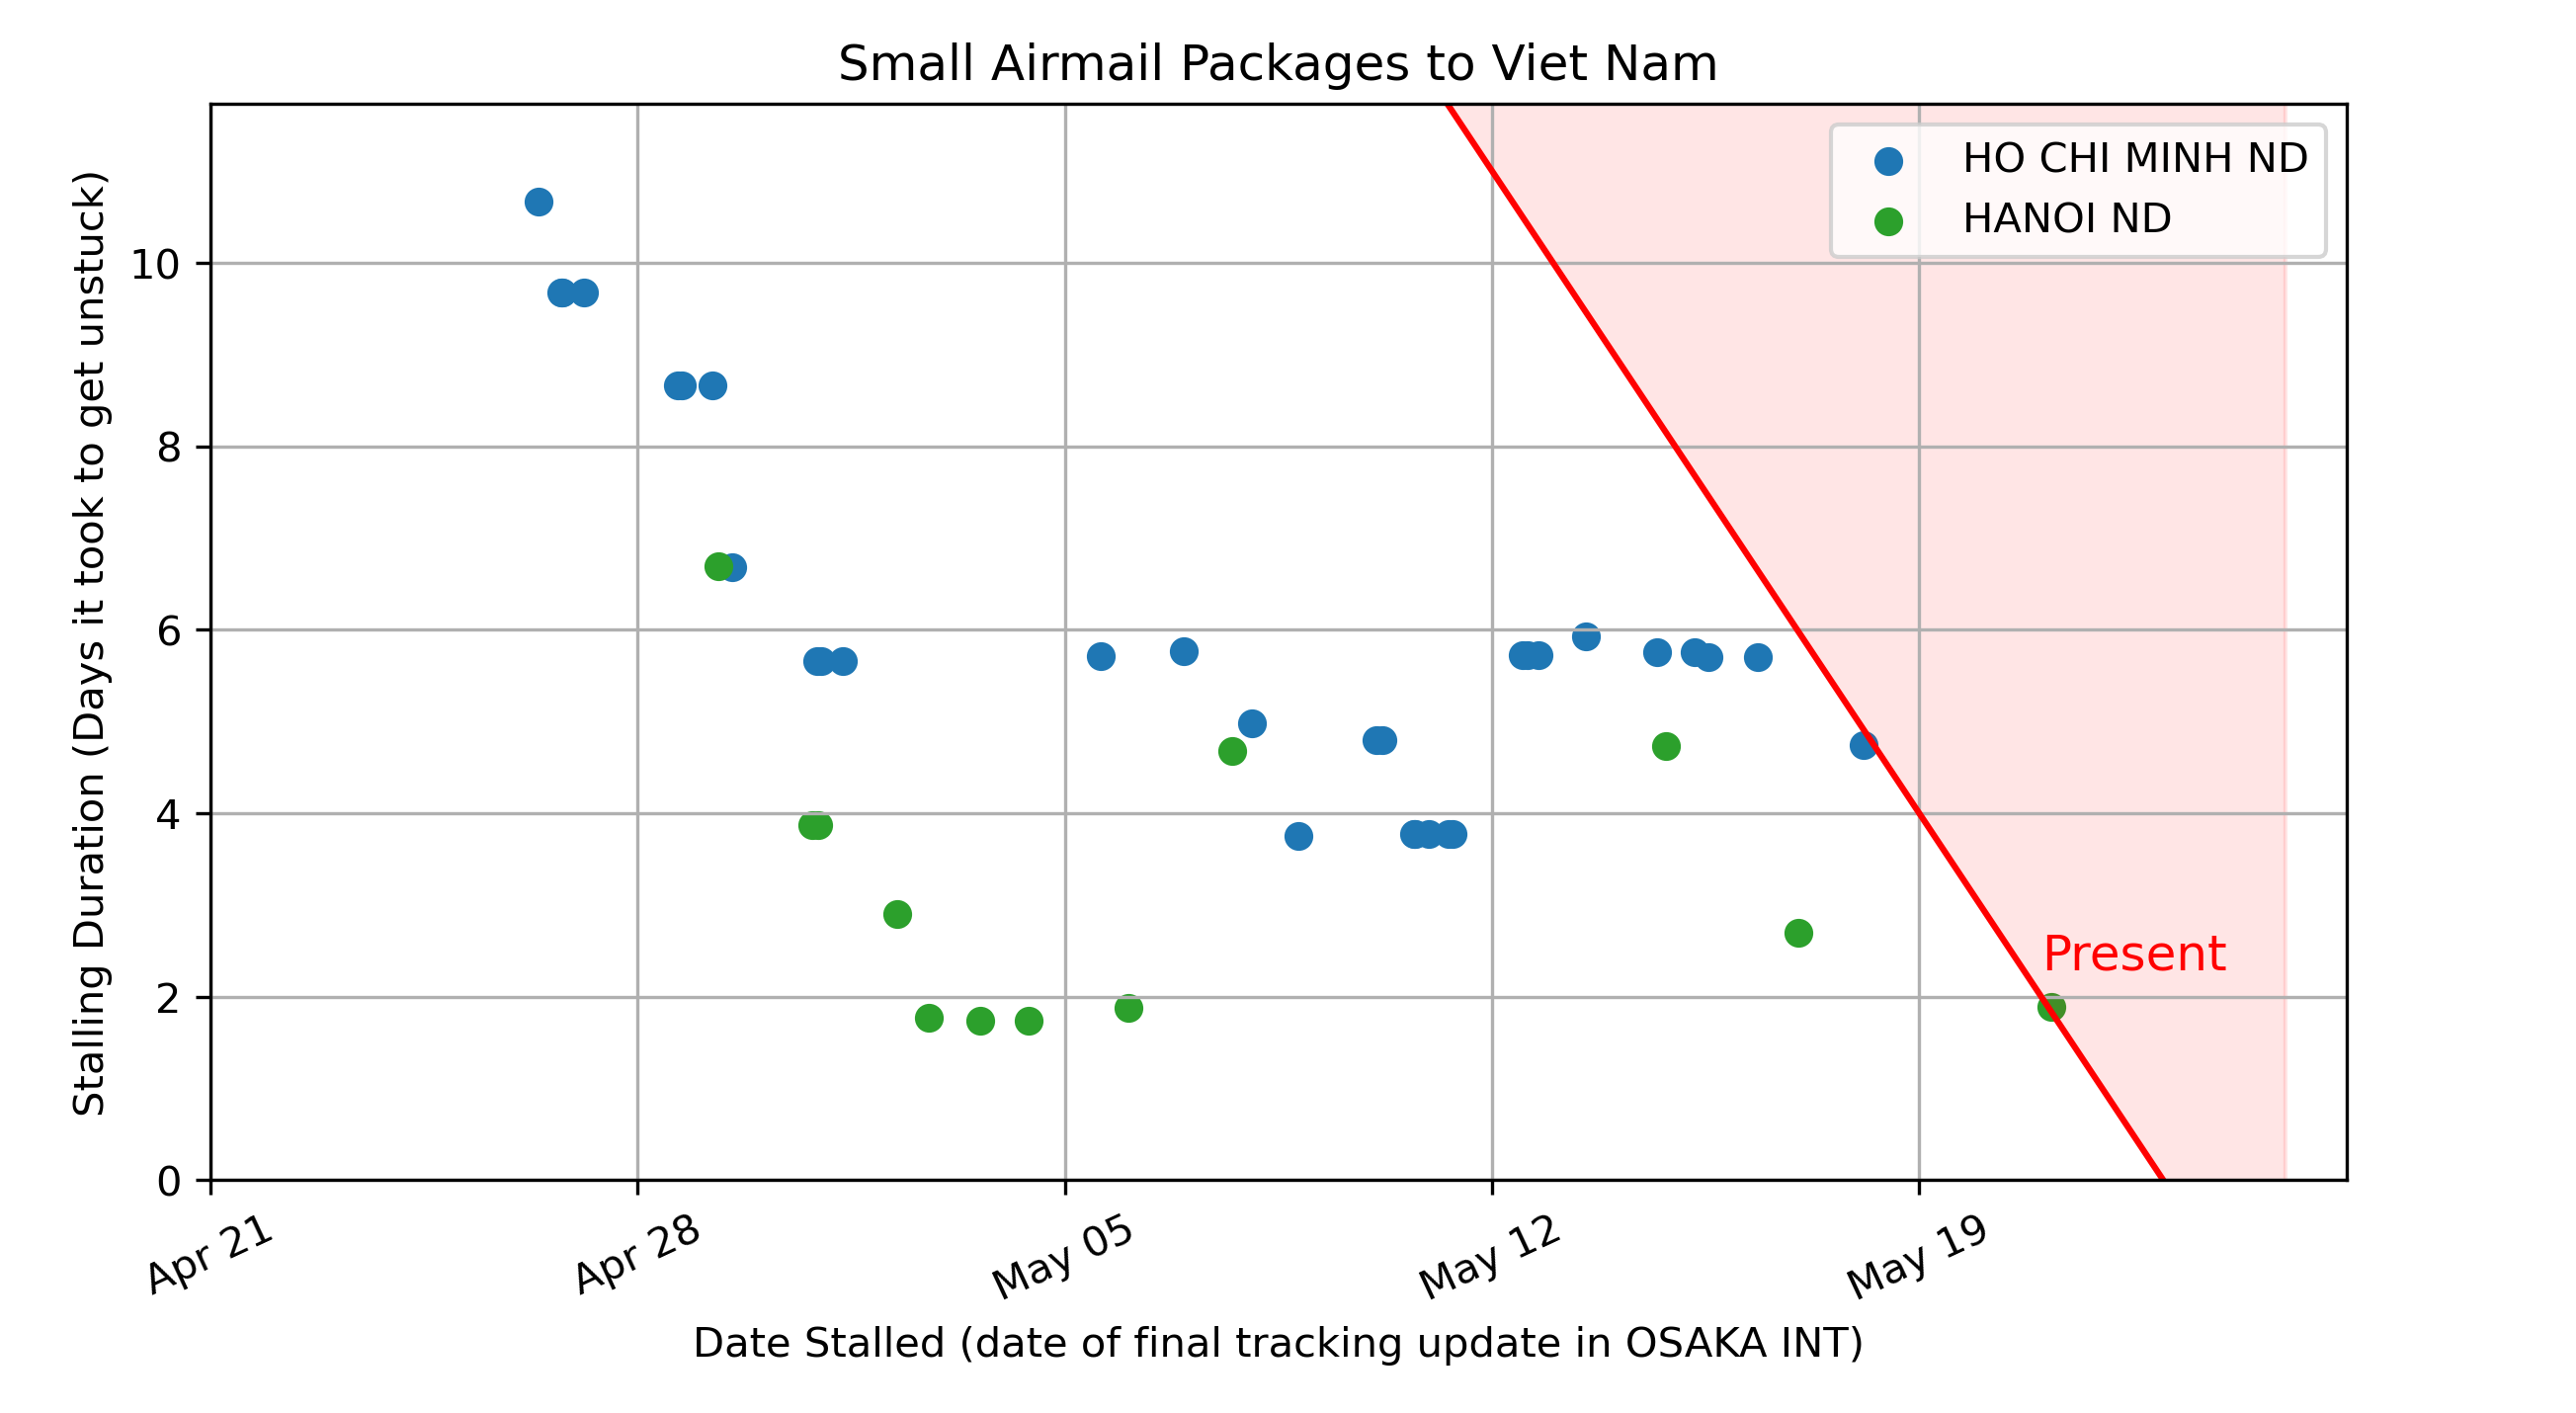 Small Airmail Packages to Viet Nam
Stalling Duration (Days it took to get unstuck)
10
8
6
4
2
0
HO CHI MINH ND
HANOI ND
Present
Apr 21
Apr 28
May 05
May 12
May 19
Date Stalled (date of final tracking update in OSAKA INT)